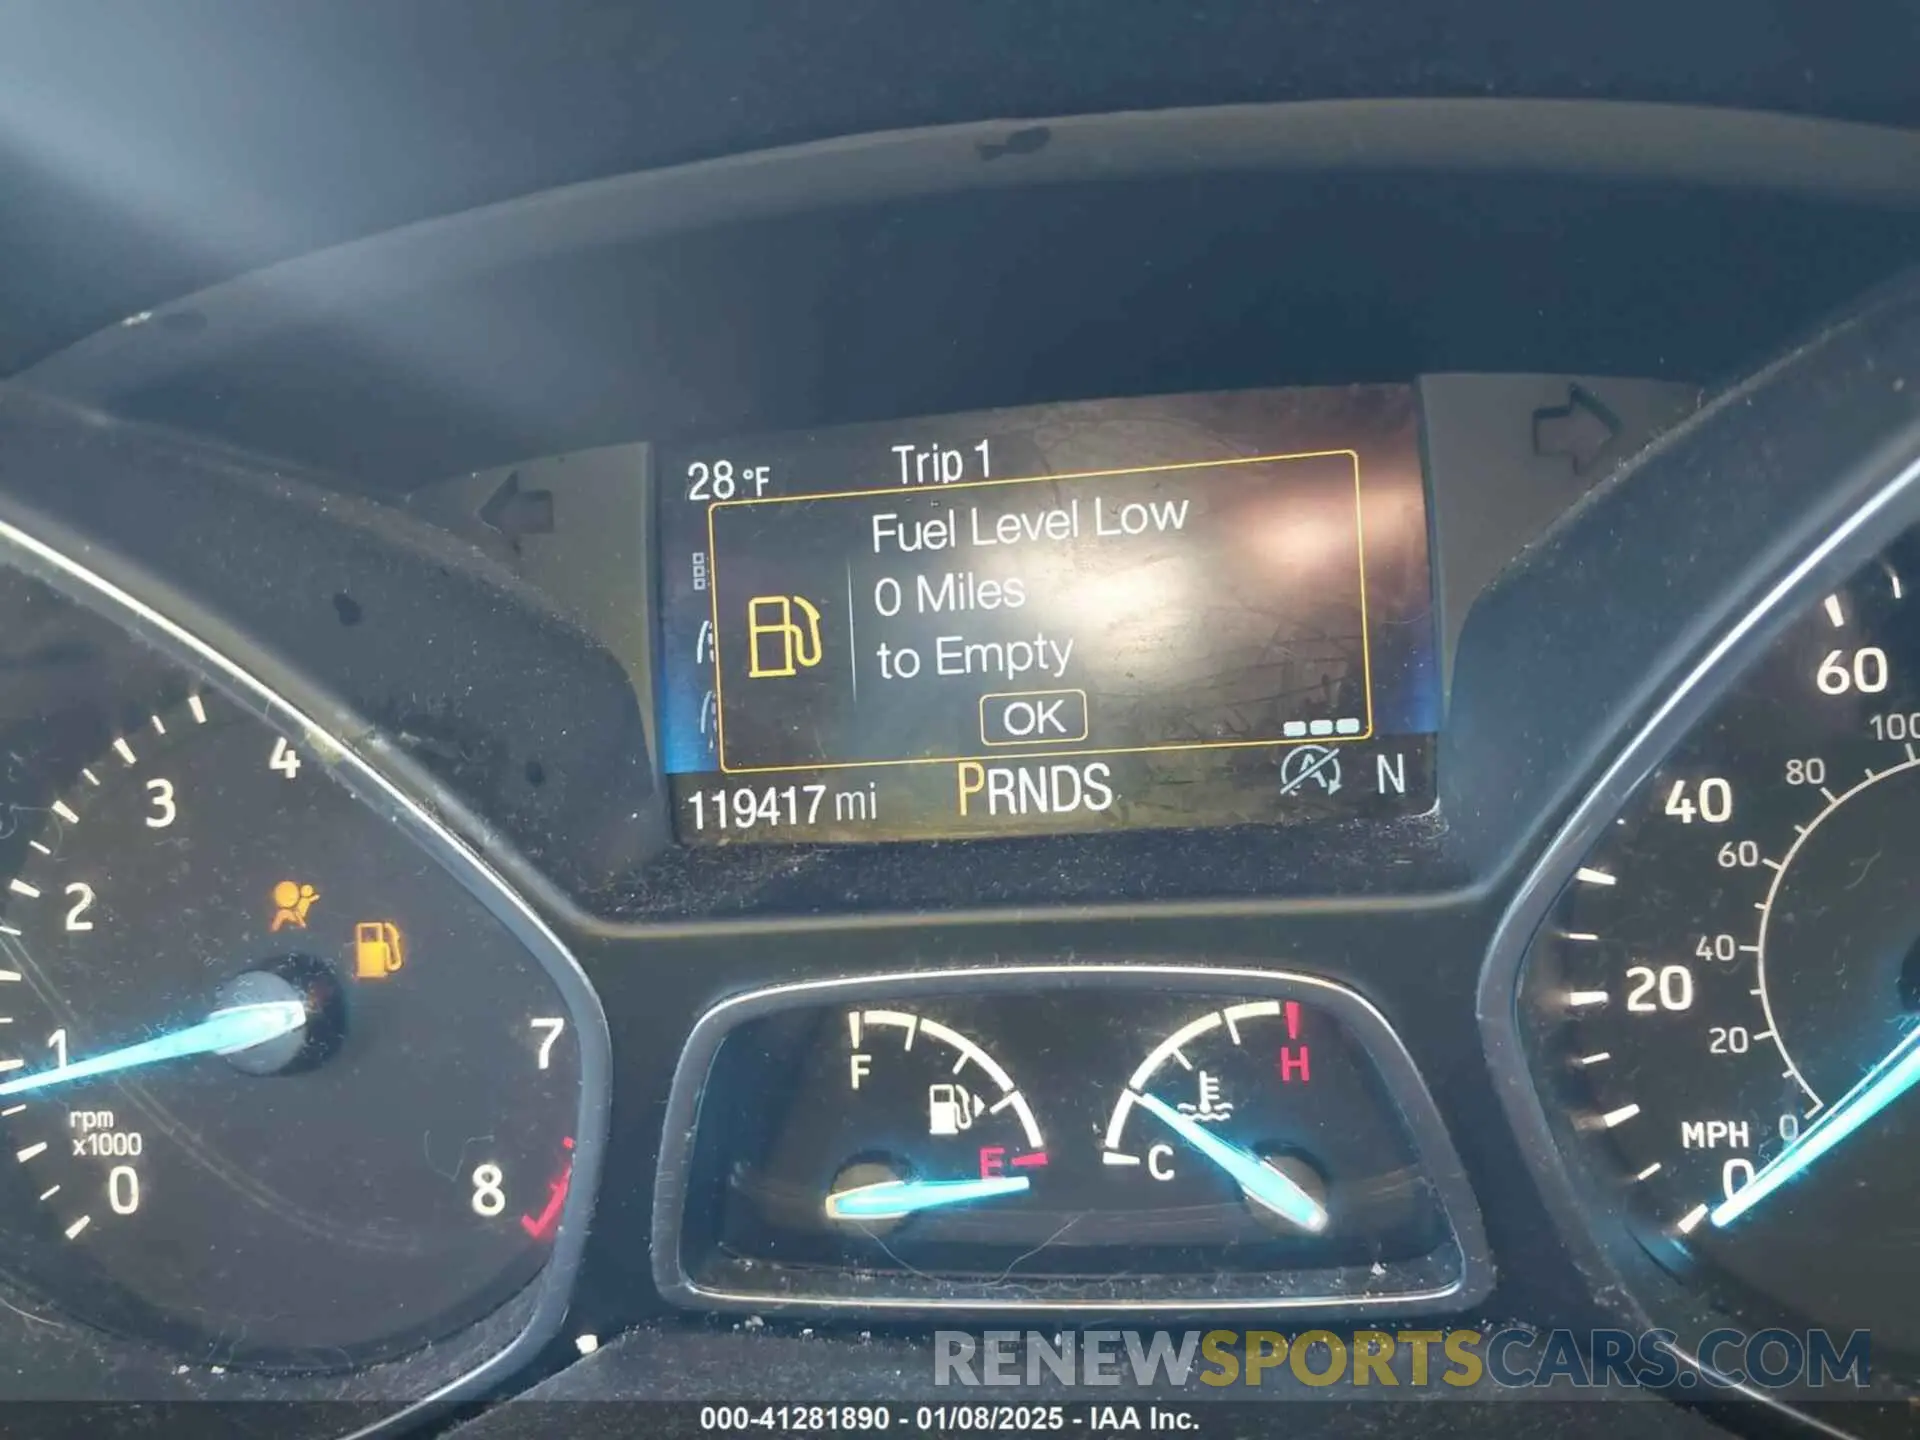 28 °F Trip 1
Fuel Level Low
0 Miles
to Empty
OK
119417 mi PRNDS A N
4
3
2
1
rpm
x1000
0
7
8
F
E
H
C
60
100
80
40
60
40
20
20
MPH 0
0
RENEWSPORTSCARS.COM
000-41281890 - 01/08/2025 - IAA Inc.